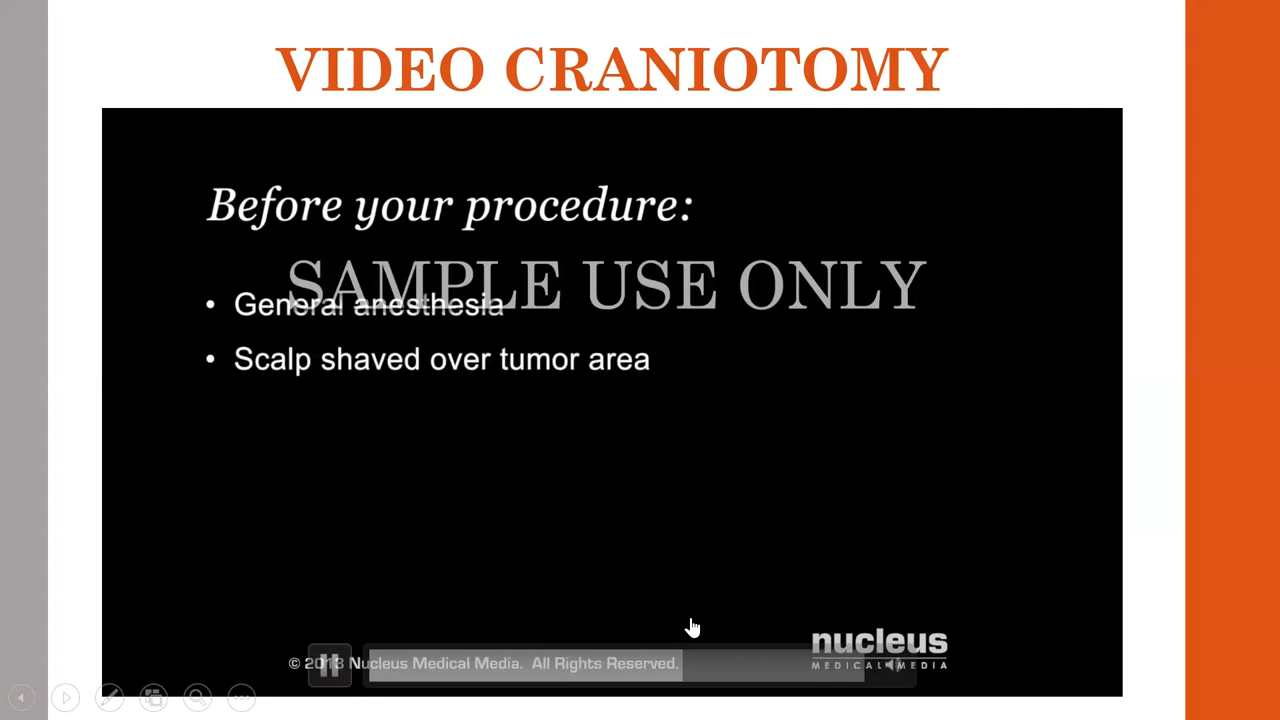 VIDEO CRANIOTOMY
Before your procedure:
SAMPLE USE ONLY
• General anesthesia
• Scalp shaved over tumor area
© 2013 Nucleus Medical Media. All Rights Reserved.
nucleus
MEDICAL MEDIA